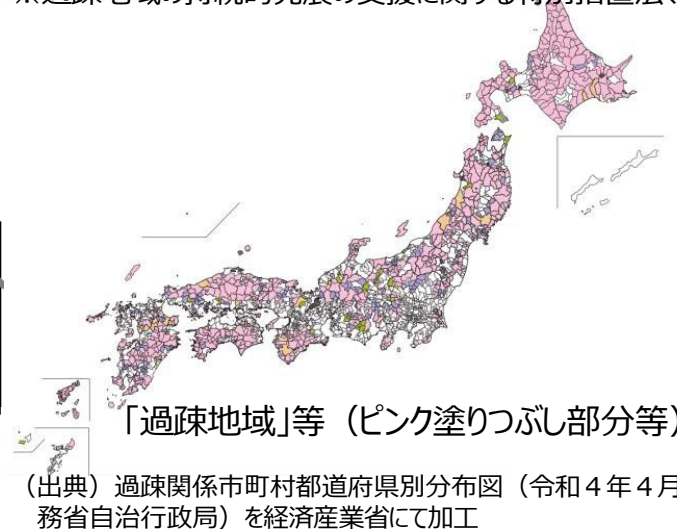 ※過疎地域の持続的発展の支援に関する特別措置法、
「過疎地域」等（ピンク塗りつぶし部分等）
（出典）過疎関係市町村都道府県別分布図（令和４年４月
務省自治行政局）を経済産業省にて加工